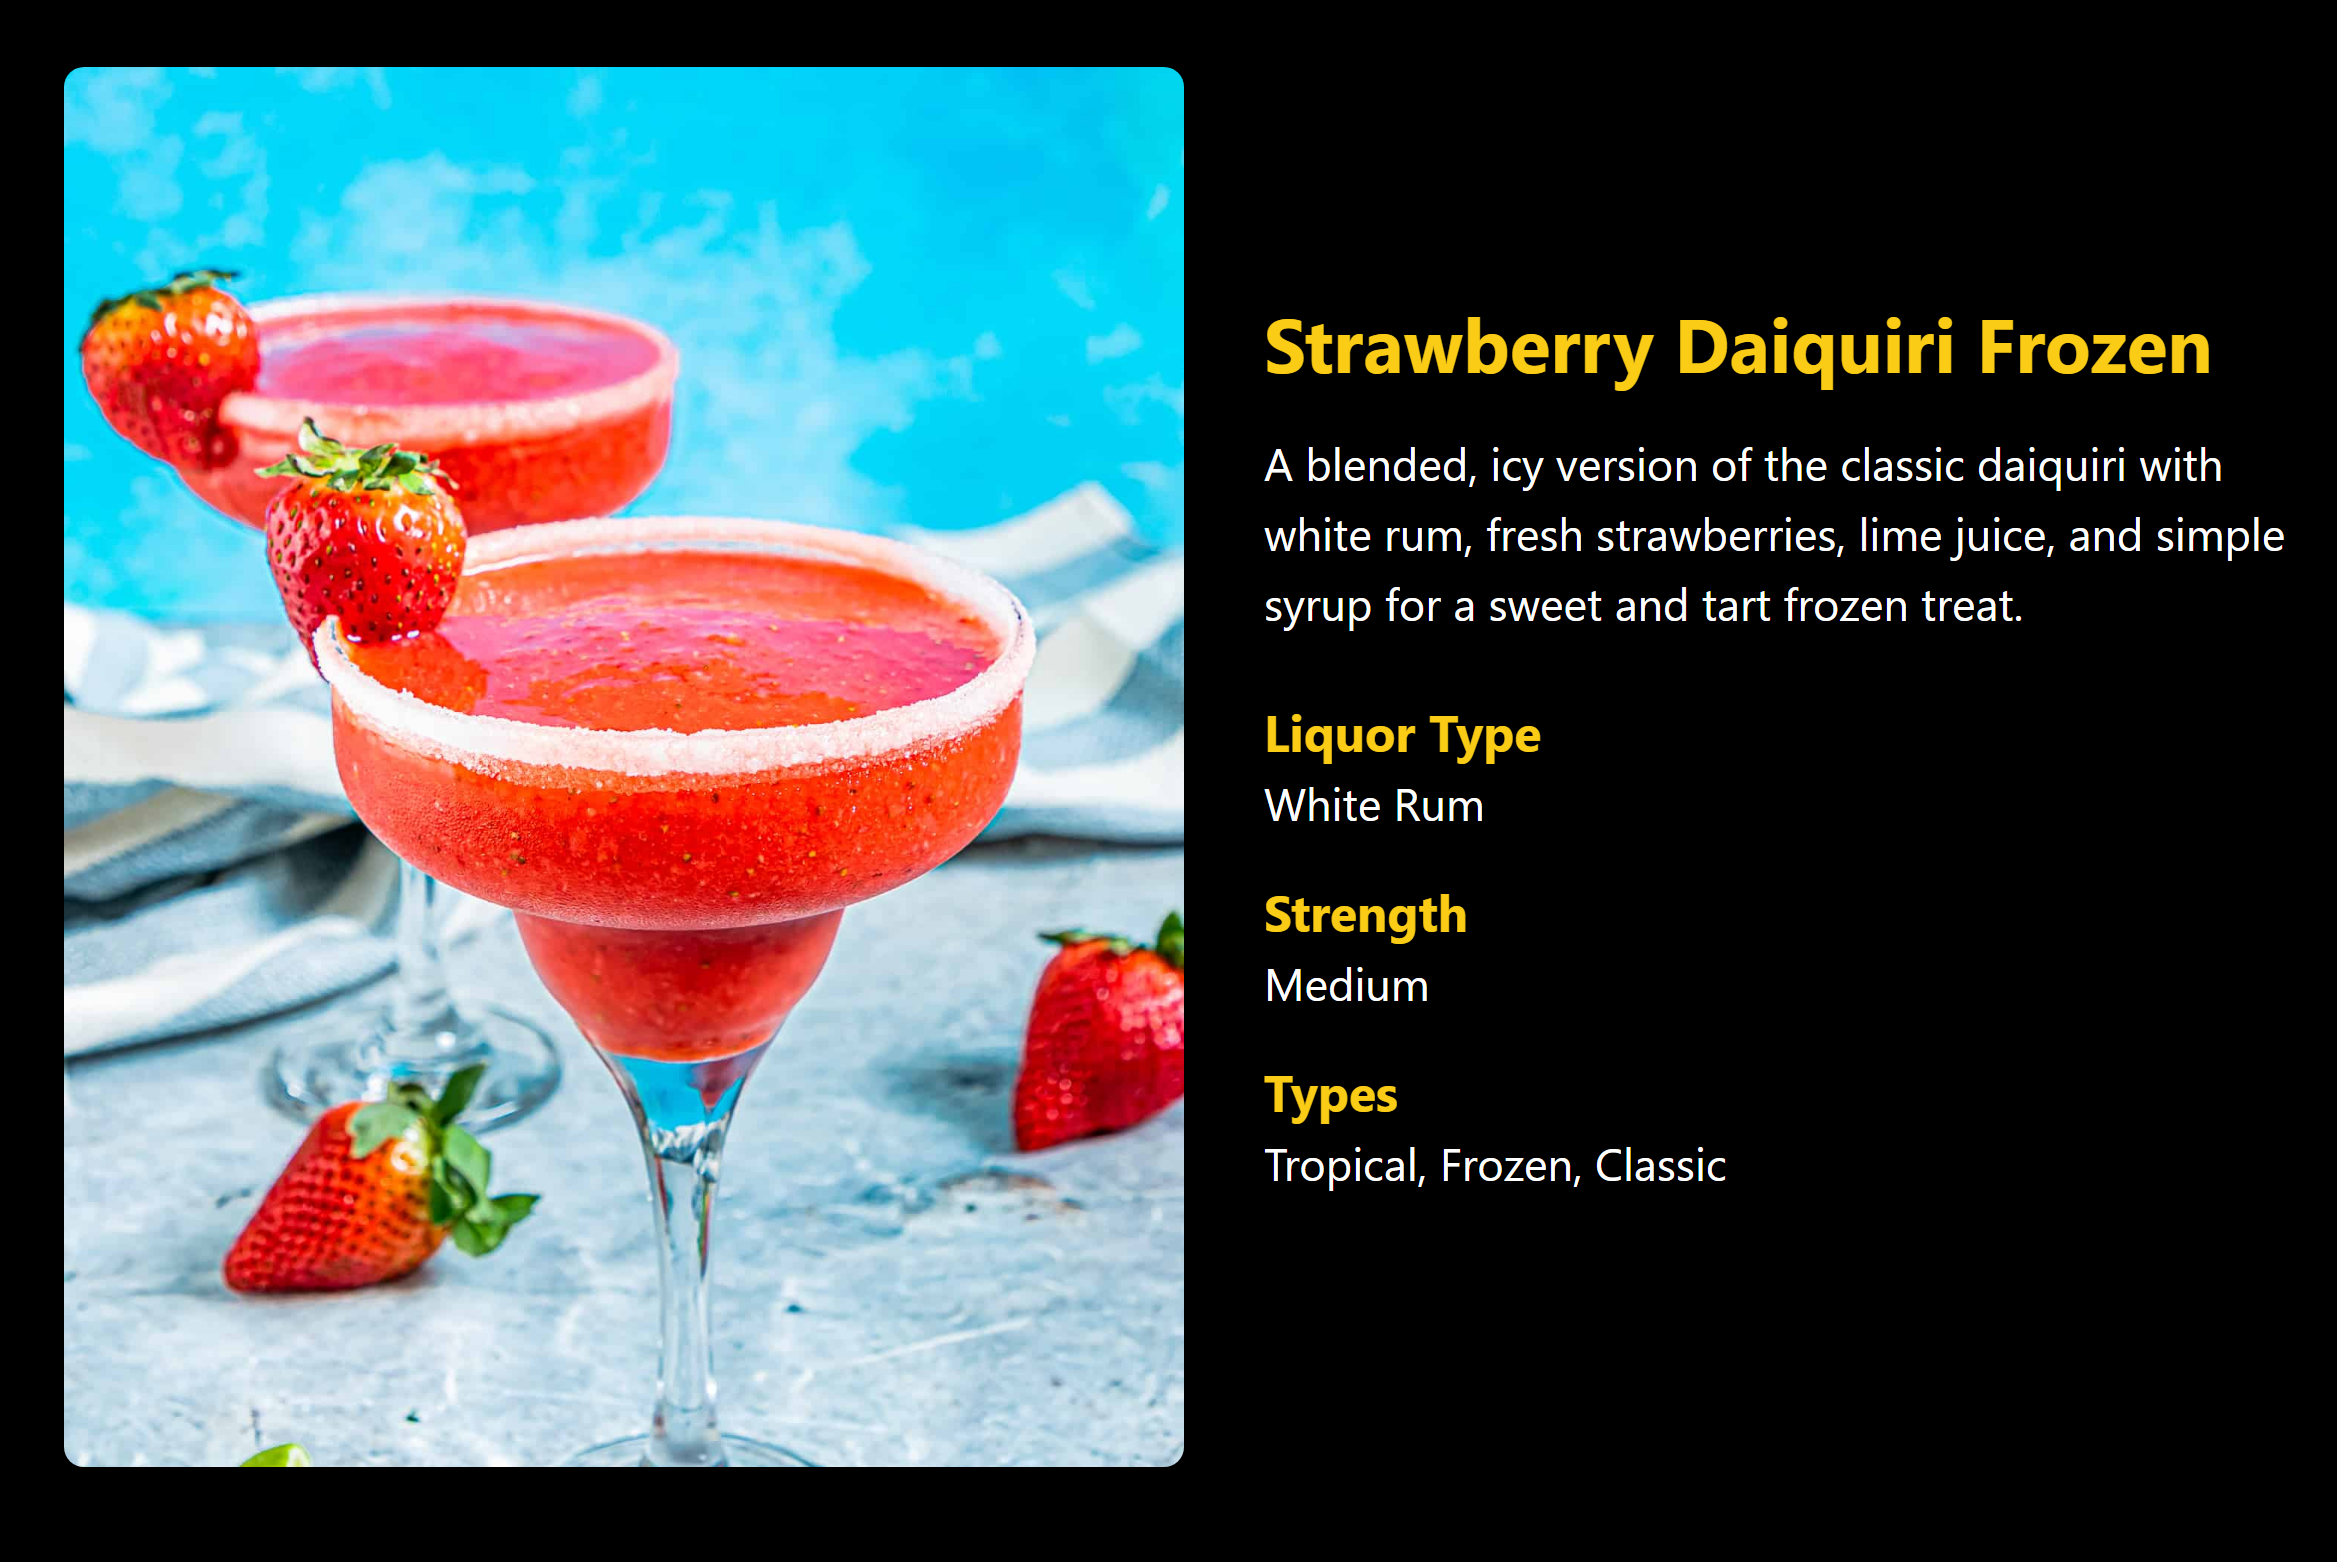 Strawberry Daiquiri Frozen
A blended, icy version of the classic daiquiri with
white rum, fresh strawberries, lime juice, and simple
syrup for a sweet and tart frozen treat.
Liquor Type
White Rum
Strength
Medium
Types
Tropical, Frozen, Classic